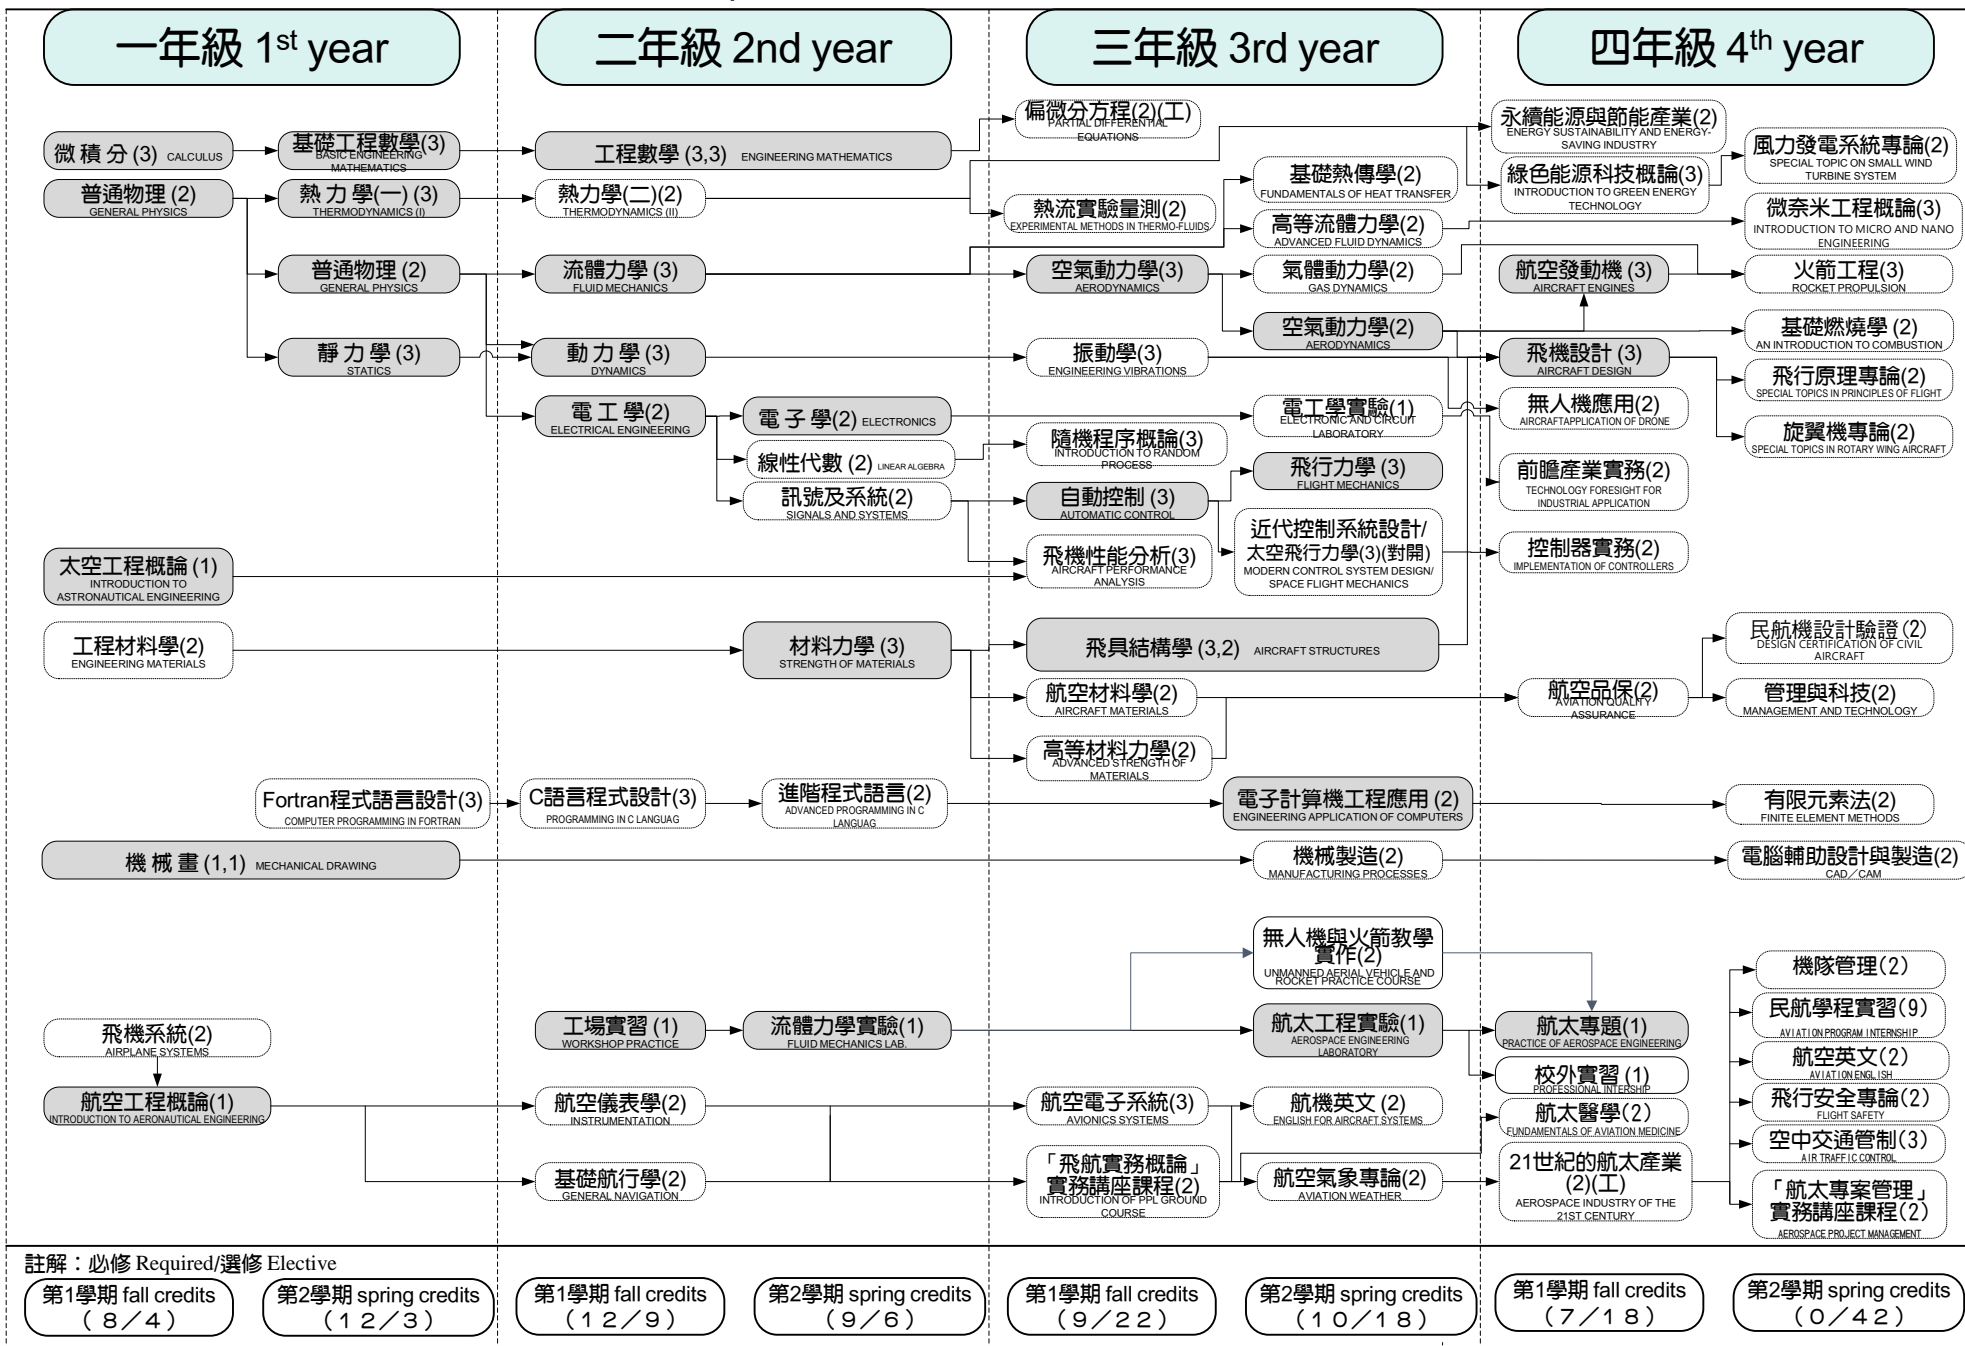 一年級 1st year
二年級 2nd year
三年級 3rd year
四年級 4th year
微 積 分 (3) CALCULUS
普通物理 (2)
GENERAL PHYSICS
太空工程概論 (1)
INTRODUCTION TO
ASTRONAUTICAL ENGINEERING
工程材料學(2)
ENGINEERING MATERIALS
機 械 畫 (1,1) MECHANICAL DRAWING
飛機系統(2)
AIRPLANE SYSTEMS
航空工程概論(1)
INTRODUCTION TO AERONAUTICAL ENGINEERING
基礎工程數學(3)
BASIC ENGINEERING
MATHEMATICS
熱 力 學(一) (3)
THERMODYNAMICS (I)
普通物理 (2)
GENERAL PHYSICS
靜 力 學 (3)
STATICS
Fortran程式語言設計(3)
COMPUTER PROGRAMMING IN FORTRAN
工程數學 (3,3) ENGINEERING MATHEMATICS
熱力學(二)(2)
THERMODYNAMICS (II)
流體力學 (3)
FLUID MECHANICS
動 力 學 (3)
DYNAMICS
電 工 學(2)
ELECTRICAL ENGINEERING
C語言程式設計(3)
PROGRAMMING IN C LANGUAG
工場實習 (1)
WORKSHOP PRACTICE
航空儀表學(2)
INSTRUMENTATION
基礎航行學(2)
GENERAL NAVIGATION
電 子 學(2) ELECTRONICS
線性代數 (2) LINEAR ALGEBRA
訊號及系統(2)
SIGNALS AND SYSTEMS
材料力學 (3)
STRENGTH OF MATERIALS
進階程式語言(2)
ADVANCED PROGRAMMING IN C
LANGUAG
流體力學實驗(1)
FLUID MECHANICS LAB.
偏微分方程(2)(工)
PARTIAL DIFFERENTIAL
EQUATIONS
熱流實驗量測(2)
EXPERIMENTAL METHODS IN THERMO-FLUIDS
空氣動力學(3)
AERODYNAMICS
振動學(3)
ENGINEERING VIBRATIONS
隨機程序概論(3)
INTRODUCTION TO RANDOM
PROCESS
自動控制 (3)
AUTOMATIC CONTROL
飛機性能分析(3)
AIRCRAFT PERFORMANCE
ANALYSIS
飛具結構學 (3,2) AIRCRAFT STRUCTURES
航空材料學(2)
AIRCRAFT MATERIALS
高等材料力學(2)
ADVANCED STRENGTH OF
MATERIALS
航空電子系統(3)
AVIONICS SYSTEMS
「飛航實務概論」
實務講座課程(2)
INTRODUCTION OF PPL GROUND
COURSE
基礎熱傳學(2)
FUNDAMENTALS OF HEAT TRANSFER
高等流體力學(2)
ADVANCED FLUID DYNAMICS
氣體動力學(2)
GAS DYNAMICS
空氣動力學(2)
AERODYNAMICS
電工學實驗(1)
ELECTRONIC AND CIRCUIT
LABORATORY
飛行力學 (3)
FLIGHT MECHANICS
近代控制系統設計/
太空飛行力學(3)(對開)
MODERN CONTROL SYSTEM DESIGN/
SPACE FLIGHT MECHANICS
電子計算機工程應用 (2)
ENGINEERING APPLICATION OF COMPUTERS
機械製造(2)
MANUFACTURING PROCESSES
無人機與火箭教學
實作(2)
UNMANNED AERIAL VEHICLE AND
ROCKET PRACTICE COURSE
航太工程實驗(1)
AEROSPACE ENGINEERING
LABORATORY
航機英文 (2)
ENGLISH FOR AIRCRAFT SYSTEMS
航空氣象專論(2)
AVIATION WEATHER
永續能源與節能產業(2)
ENERGY SUSTAINABILITY AND ENERGY-
SAVING INDUSTRY
綠色能源科技概論(3)
INTRODUCTION TO GREEN ENERGY
TECHNOLOGY
航空發動機 (3)
AIRCRAFT ENGINES
飛機設計 (3)
AIRCRAFT DESIGN
無人機應用(2)
AIRCRAFTAPPLICATION OF DRONE
前瞻產業實務(2)
TECHNOLOGY FORESIGHT FOR
INDUSTRIAL APPLICATION
控制器實務(2)
IMPLEMENTATION OF CONTROLLERS
航空品保(2)
AVIATION QUALITY
ASSURANCE
航太專題(1)
PRACTICE OF AEROSPACE ENGINEERING
校外實習 (1)
PROFESSIONAL INTERSHIP
航太醫學(2)
FUNDAMENTALS OF AVIATION MEDICINE
21世紀的航太產業
(2)(工)
AEROSPACE INDUSTRY OF THE
21ST CENTURY
風力發電系統專論(2)
SPECIAL TOPIC ON SMALL WIND
TURBINE SYSTEM
微奈米工程概論(3)
INTRODUCTION TO MICRO AND NANO
ENGINEERING
火箭工程(3)
ROCKET PROPULSION
基礎燃燒學 (2)
AN INTRODUCTION TO COMBUSTION
飛行原理專論(2)
SPECIAL TOPICS IN PRINCIPLES OF FLIGHT
旋翼機專論(2)
SPECIAL TOPICS IN ROTARY WING AIRCRAFT
民航機設計驗證(2)
DESIGN CERTIFICATION OF CIVIL
AIRCRAFT
管理與科技(2)
MANAGEMENT AND TECHNOLOGY
有限元素法(2)
FINITE ELEMENT METHODS
電腦輔助設計與製造(2)
CAD／CAM
機隊管理(2)
民航學程實習(9)
AVIATION PROGRAM INTERNSHIP
航空英文(2)
AVIATION ENGLISH
飛行安全專論(2)
FLIGHT SAFETY
空中交通管制(3)
AIR TRAFFIC CONTROL
「航太專案管理」
實務講座課程(2)
AEROSPACE PROJECT MANAGEMENT
註解：必修 Required/選修 Elective
第1學期 fall credits
（８／４）
第2學期 spring credits
（１２／３）
第1學期 fall credits
（１２／９）
第2學期 spring credits
（９／６）
第1學期 fall credits
（９／２２）
第2學期 spring credits
（１０／１８）
第1學期 fall credits
（７／１８）
第2學期 spring credits
（０／４２）